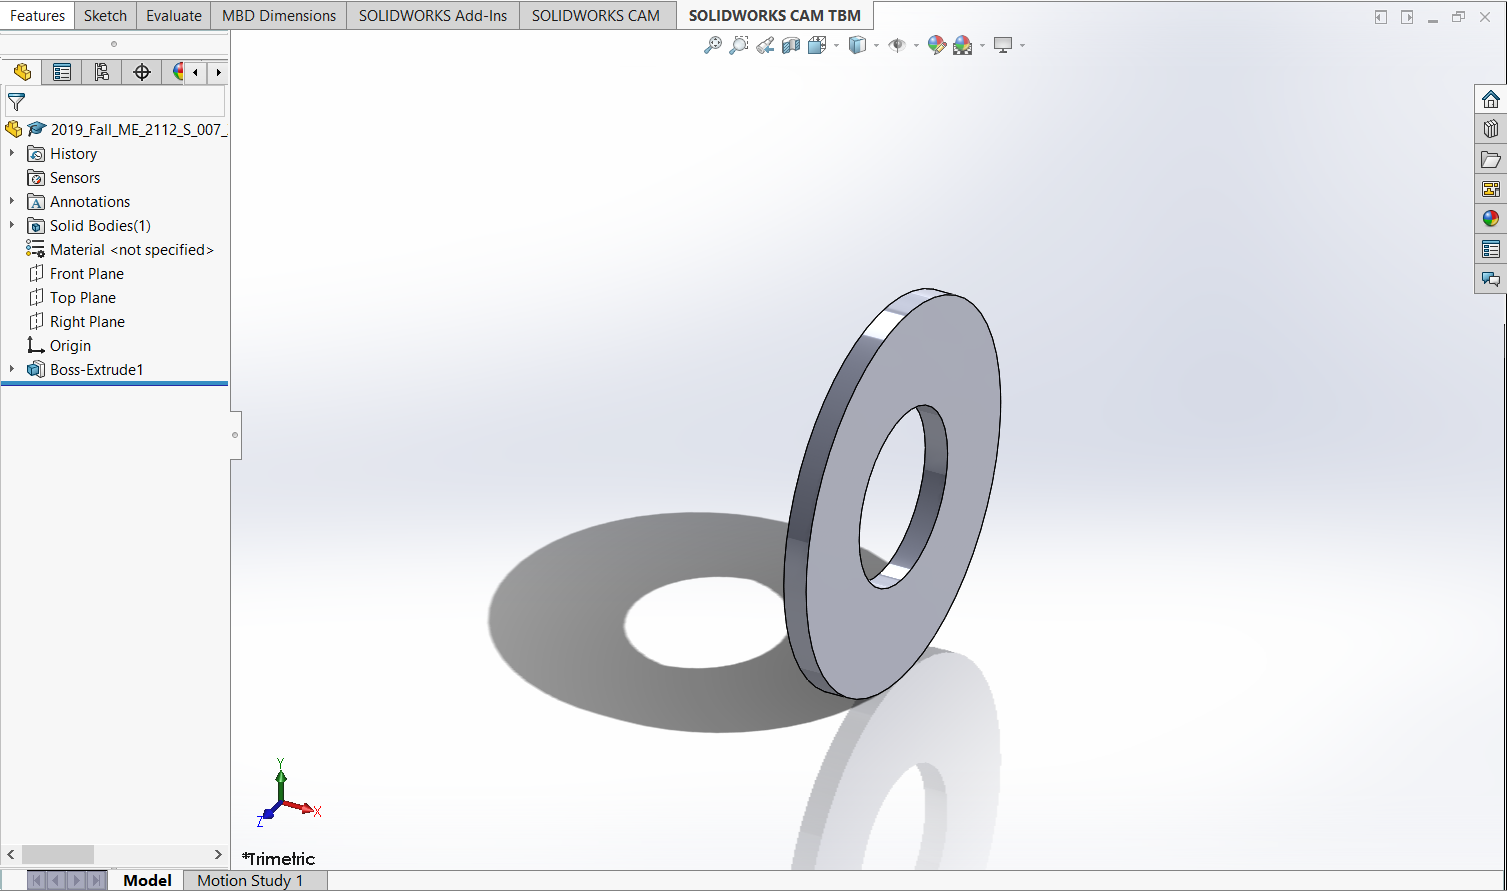 Features Sketch Evaluate MBD Dimensions SOLIDWORKS Add-Ins SOLIDWORKS CAM SOLIDWORKS CAM TBM
2019_Fall_ME_2112_S_007_
History
Sensors
A Annotations
Solid Bodies(1)
Material <not specified>
Front Plane
Top Plane
Right Plane
Origin
Boss-Extrude1
Y
X
Z
*Trimetric
Model Motion Study 1